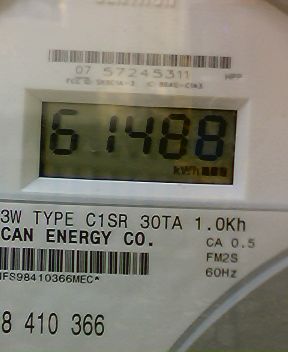 07 57245311 HPP
61488
kWh
3W TYPE C1SR 30TA 1.0Kh
CAN ENERGY CO. CA 0.5
FM2S
60Hz
8 410 366